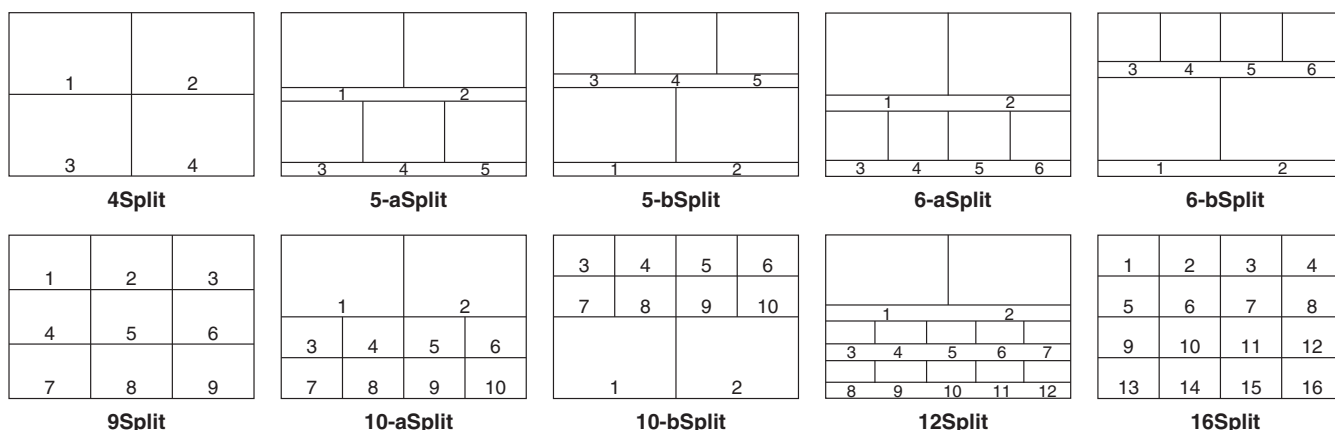 1 2
3 4
4Split
1 2
3 4 5
5-aSplit
3 4 5
1 2
5-bSplit
1 2
3 4 5 6
6-aSplit
3 4 5 6
1 2
6-bSplit
1 2 3
4 5 6
7 8 9
9Split
1 2
3 4 5 6
7 8 9 10
10-aSplit
3 4 5 6
7 8 9 10
1 2
10-bSplit
1 2
3 4 5 6 7
8 9 10 11 12
12Split
1 2 3 4
5 6 7 8
9 10 11 12
13 14 15 16
16Split